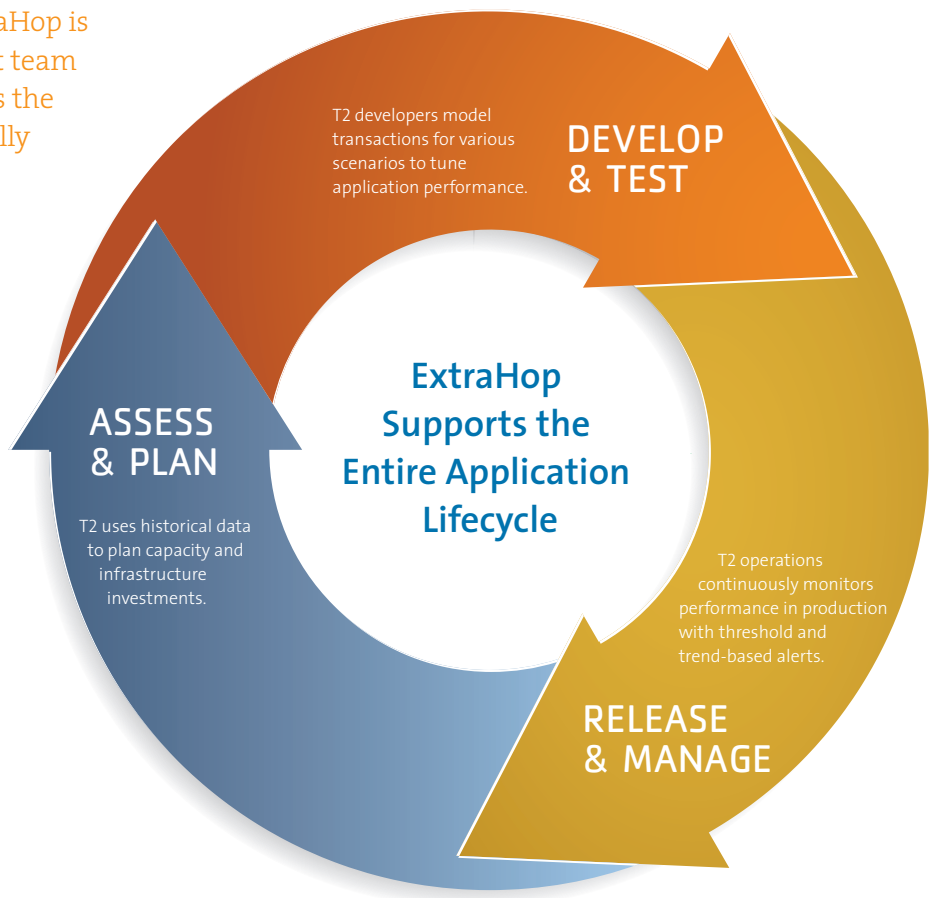 aHop is
t team
s the
lly
T2 developers model
transactions for various
scenarios to tune
application performance.
DEVELOP
& TEST
ASSESS
& PLAN
T2 uses historical data
to plan capacity and
infrastructure
investments.
ExtraHop
Supports the
Entire Application
Lifecycle
T2 operations
continuously monitors
performance in production
with threshold and
trend-based alerts.
RELEASE
& MANAGE